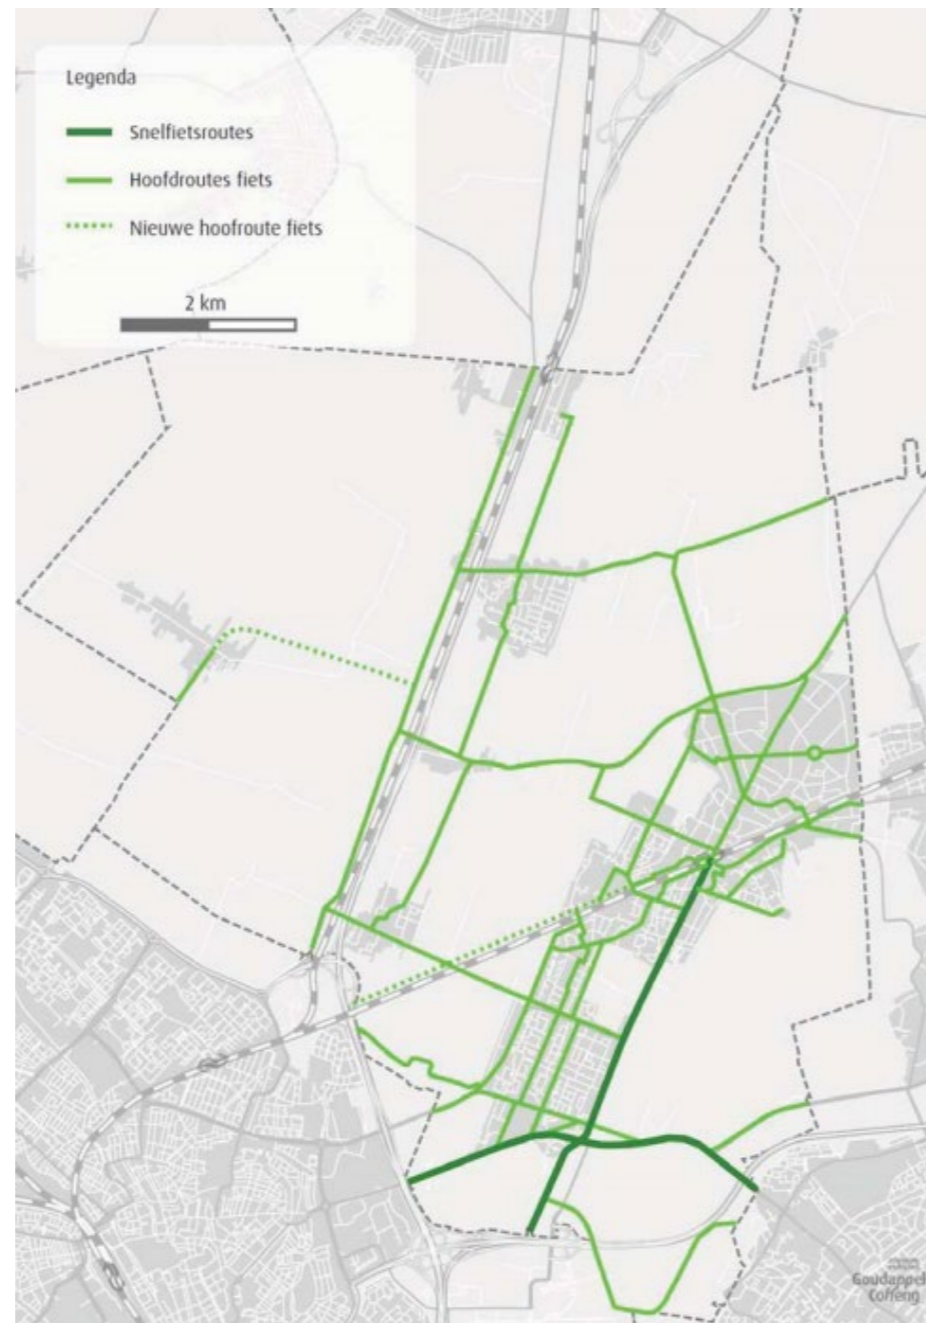 Legenda
Snelfietsroutes
Hoofdroutes fiets
Nieuwe hoofroute fiets
2 km
Goudappel
Coffeng